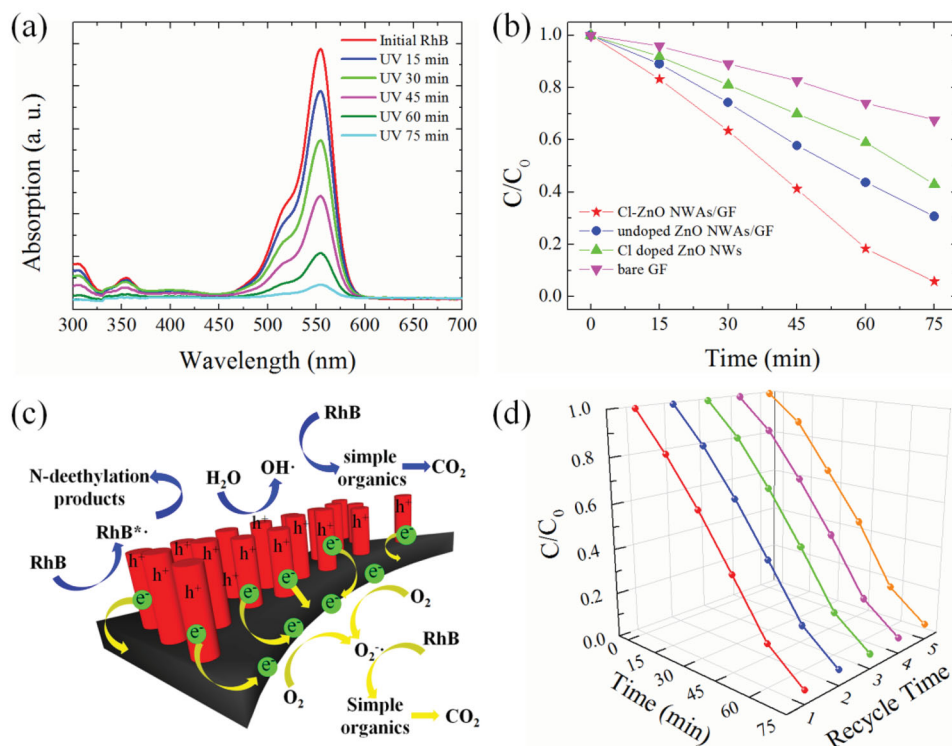 (a)
Absorption (a. u.)
Initial RhB
UV 15 min
UV 30 min
UV 45 min
UV 60 min
UV 75 min
300 350 400 450 500 550 600 650 700
Wavelength (nm)
(b)
C/C₀
1.0
0.8
0.6
0.4
0.2
0.0
Cl-ZnO NWAs/GF
undoped ZnO NWAs/GF
Cl doped ZnO NWs
bare GF
0 15 30 45 60 75
Time (min)
(c)
RhB
N-deethylation
products
H₂O
OH·
simple
organics
CO₂
RhB*·
RhB
h⁺ h⁺ h⁺ h⁺ h⁺ h⁺ h⁺ h⁺ h⁺ h⁺
e⁻ e⁻ e⁻ e⁻ e⁻ e⁻ e⁻ e⁻ e⁻ e⁻
O₂
O₂⁻·
RhB
O₂
Simple
organics
CO₂
(d)
C/C₀
1.0
0.8
0.6
0.4
0.2
0.0
0 15 30 45 60 75
Time (min)
1 2 3 4 5
Recycle Time